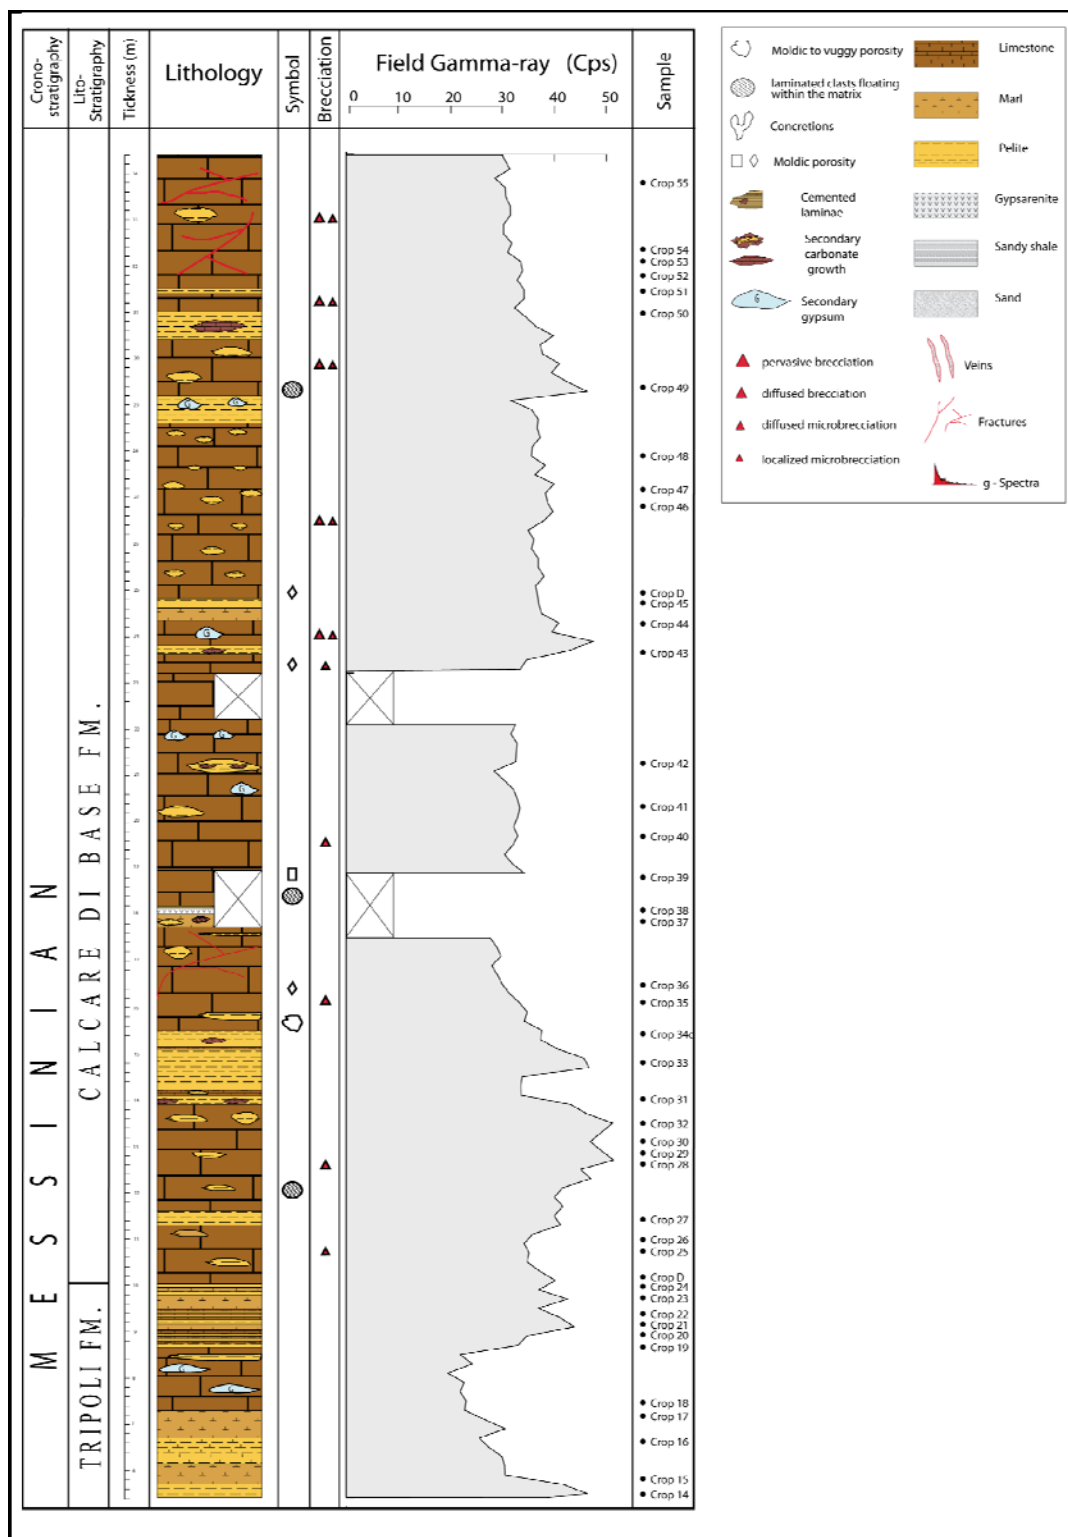 Crono-
stratigraphy
Lito-
Stratigraphy
Tickness (m)
Lithology
Symbol
Brecciation
Field Gamma-ray (Cps)
0 10 20 30 40 50
Sample
MESSINIAN
CALCARE DI BASE FM.
TRIPOLI FM.
Crop 55
Crop 54
Crop 53
Crop 52
Crop 51
Crop 50
Crop 49
Crop 48
Crop 47
Crop 46
Crop D
Crop 45
Crop 44
Crop 43
Crop 42
Crop 41
Crop 40
Crop 39
Crop 38
Crop 37
Crop 36
Crop 35
Crop 34c
Crop 33
Crop 31
Crop 32
Crop 30
Crop 29
Crop 28
Crop 27
Crop 26
Crop 25
Crop D
Crop 24
Crop 23
Crop 22
Crop 21
Crop 20
Crop 19
Crop 18
Crop 17
Crop 16
Crop 15
Crop 14
G
G
G
G
G
G
G
G
Moldic to vuggy porosity
laminated clasts floating
within the matrix
Concretions
Moldic porosity
Cemented
laminae
Secondary
carbonate
growth
G
Secondary
gypsum
pervasive brecciation
diffused brecciation
diffused microbrecciation
localized microbrecciation
Limestone
Marl
Pelite
Gypsarenite
Sandy shale
Sand
Veins
Fractures
g - Spectra